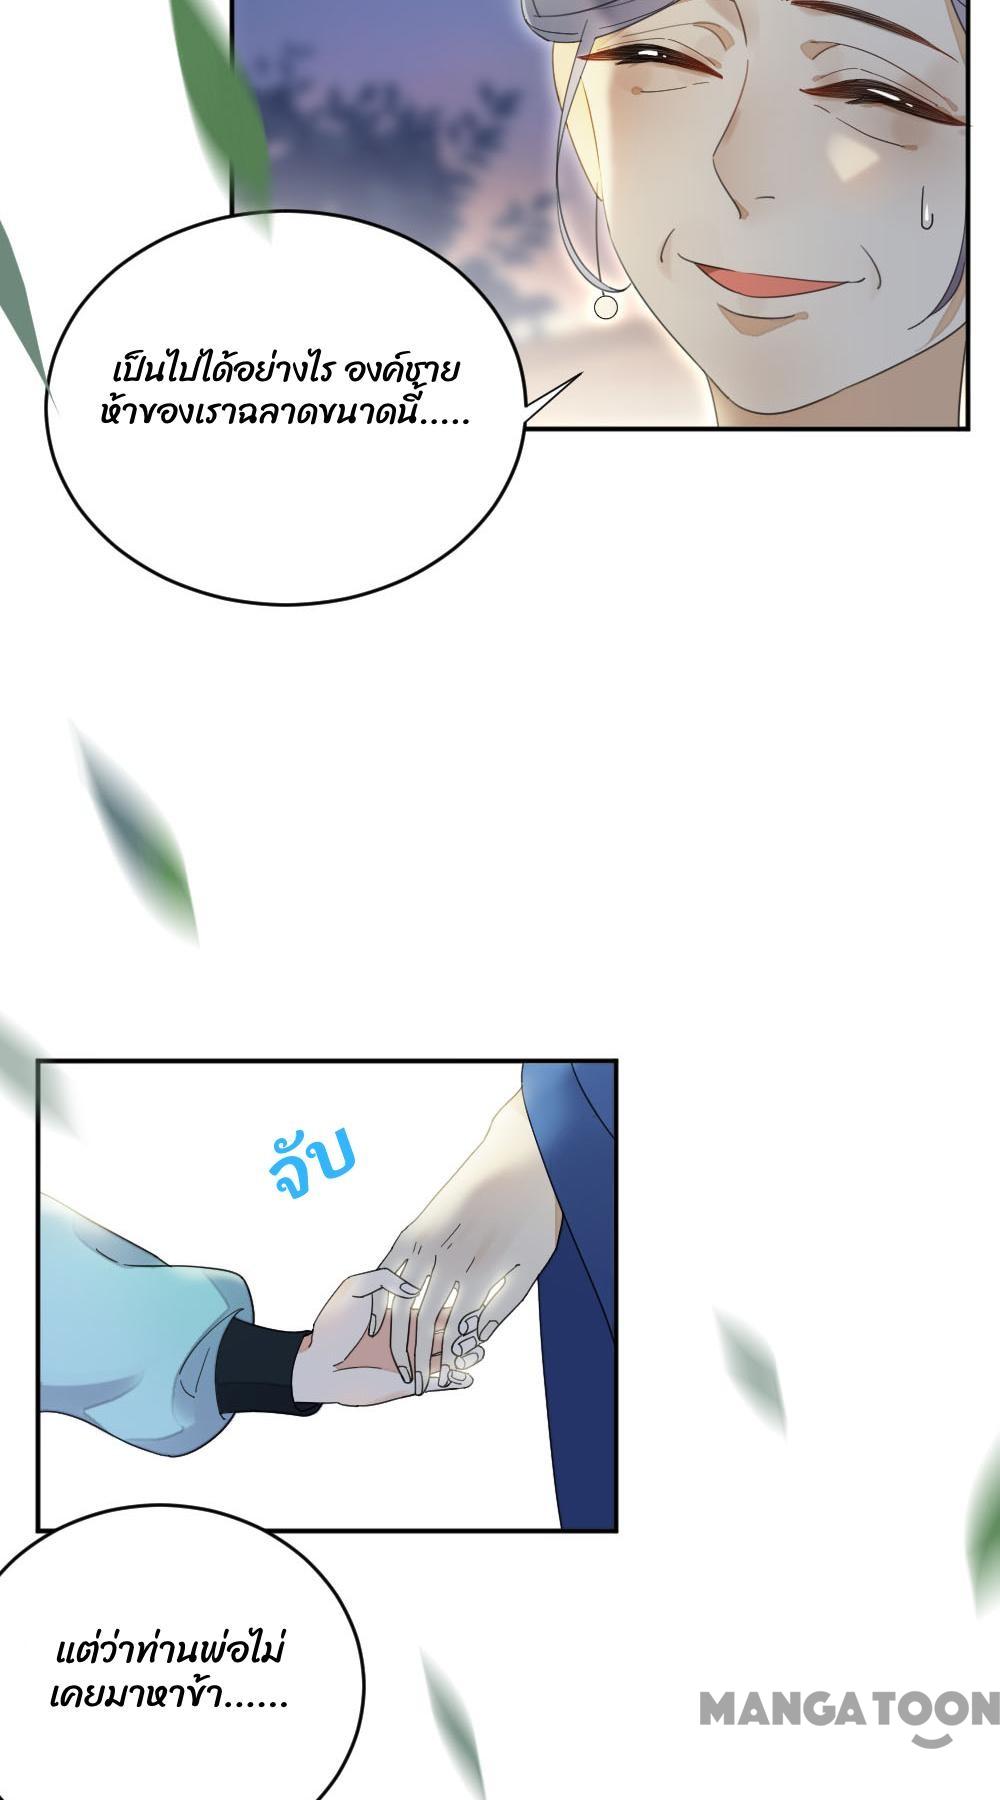 เป็นไปได้อย่างไร องค์ชาย
ห้าของเราฉลาดขนาดนี้.....
จับ
แต่ว่าท่านพ่อไม่
เคยมาหาข้า......
MANGATOON